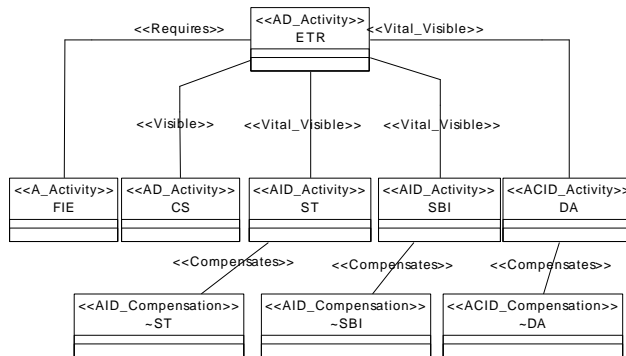 <<AD_Activity>>
ETR
<<Requires>>
<<Vital_Visible>>
<<Visible>>
<<Vital_Visible>>
<<Vital_Visible>>
<<A_Activity>>
FIE
<<AD_Activity>>
CS
<<AID_Activity>>
ST
<<AID_Activity>>
SBI
<<ACID_Activity>>
DA
<<Compensates>>
<<Compensates>>
<<Compensates>>
<<AID_Compensation>>
~ST
<<AID_Compensation>>
~SBI
<<ACID_Compensation>>
~DA